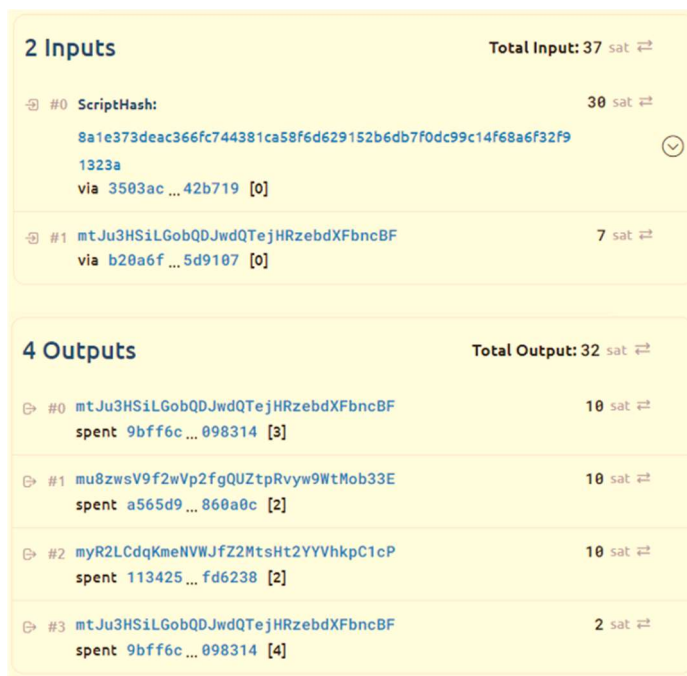 2 Inputs
Total Input: 37 sat
#0 ScriptHash:
30 sat
8a1e373deac366fc744381ca58f6d629152b6db7f0dc99c14f68a6f32f9
1323a
via 3503ac … 42b719 [0]
#1 mtJu3HSiLGobQDJwdQTejHRzebdXFbncBF
7 sat
via b20a6f … 5d9107 [0]
4 Outputs
Total Output: 32 sat
#0 mtJu3HSiLGobQDJwdQTejHRzebdXFbncBF
10 sat
spent 9bff6c … 098314 [3]
#1 mu8zwsV9f2wVp2fgQUZtpRvyw9WtMob33E
10 sat
spent a565d9 … 860a0c [2]
#2 myR2LCdqKmeNVWJfZ2MtsHt2YYVhkpC1cP
10 sat
spent 113425 … fd6238 [2]
#3 mtJu3HSiLGobQDJwdQTejHRzebdXFbncBF
2 sat
spent 9bff6c … 098314 [4]